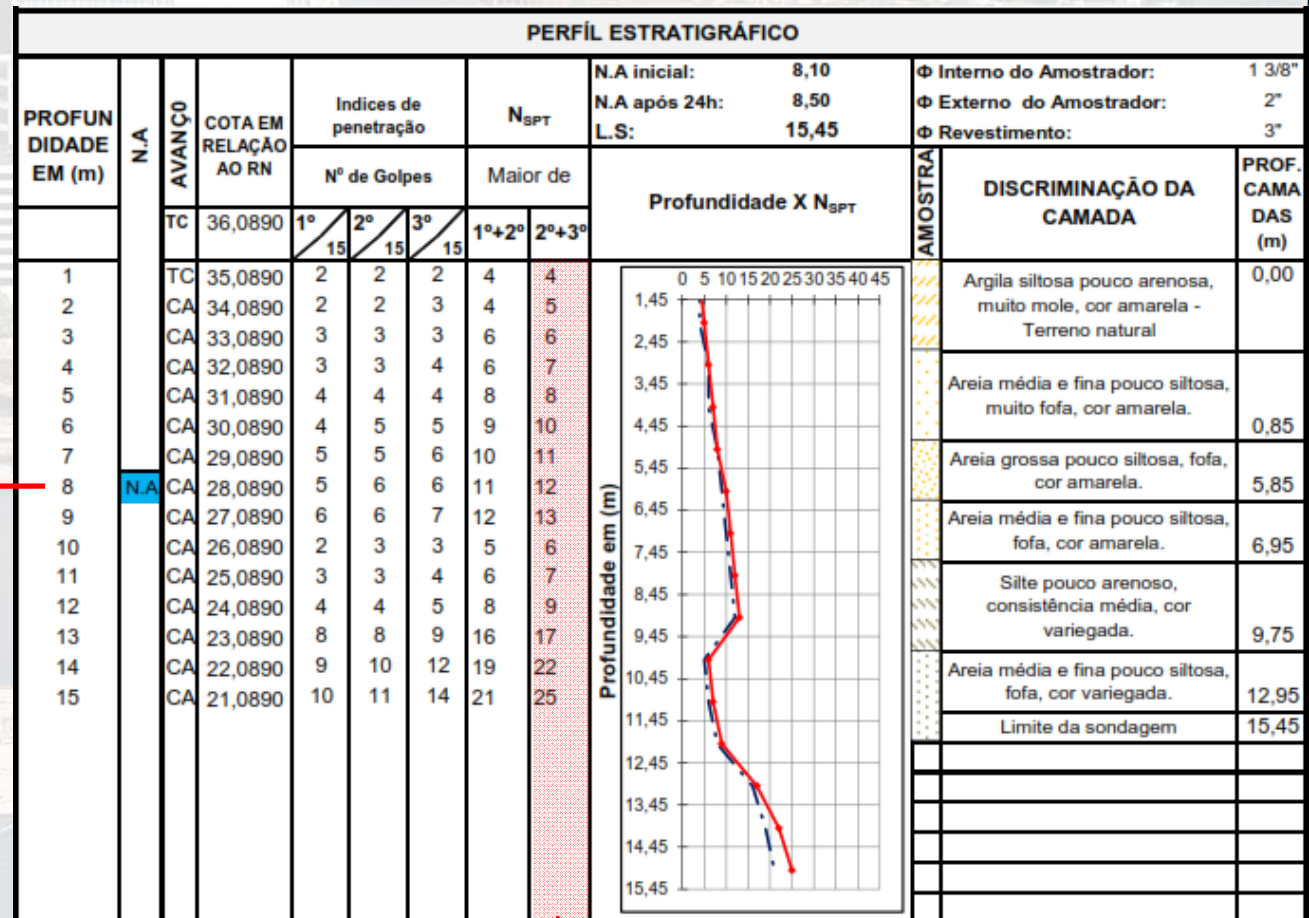 PERFÍL ESTRATIGRÁFICO
PROFUN
DIDADE
EM (m)
N.A
AVANÇ0
COTA EM
RELAÇÃO
AO RN
Indices de
penetração
Nº de Golpes
N_SPT
Maior de
N.A inicial: 8,10
N.A após 24h: 8,50
L.S: 15,45
Φ Interno do Amostrador: 1 3/8"
Φ Externo do Amostrador: 2"
Φ Revestimento: 3"
Profundidade X N_SPT
AMOSTRA
DISCRIMINAÇÃO DA
CAMADA
PROF.
CAMA
DAS
(m)
TC 36,0890 1º/15 2º/15 3º/15 1º+2º 2º+3º
1 TC 35,0890 2 2 2 4 4
2 CA 34,0890 2 2 3 4 5
3 CA 33,0890 3 3 3 6 6
4 CA 32,0890 3 3 4 6 7
5 CA 31,0890 4 4 4 8 8
6 CA 30,0890 4 5 5 9 10
7 CA 29,0890 5 5 6 10 11
8 N.A CA 28,0890 5 6 6 11 12
9 CA 27,0890 6 6 7 12 13
10 CA 26,0890 2 3 3 5 6
11 CA 25,0890 3 3 4 6 7
12 CA 24,0890 4 4 5 8 9
13 CA 23,0890 8 8 9 16 17
14 CA 22,0890 9 10 12 19 22
15 CA 21,0890 10 11 14 21 25
0 5 10 15 20 25 30 35 40 45
Profundidade em (m)
1,45
2,45
3,45
4,45
5,45
6,45
7,45
8,45
9,45
10,45
11,45
12,45
13,45
14,45
15,45
Argila siltosa pouco arenosa, 0,00
muito mole, cor amarela -
Terreno natural
Areia média e fina pouco siltosa,
muito fofa, cor amarela.
0,85
Areia grossa pouco siltosa, fofa,
cor amarela. 5,85
Areia média e fina pouco siltosa,
fofa, cor amarela. 6,95
Silte pouco arenoso,
consistência média, cor
variegada. 9,75
Areia média e fina pouco siltosa,
fofa, cor variegada. 12,95
Limite da sondagem 15,45